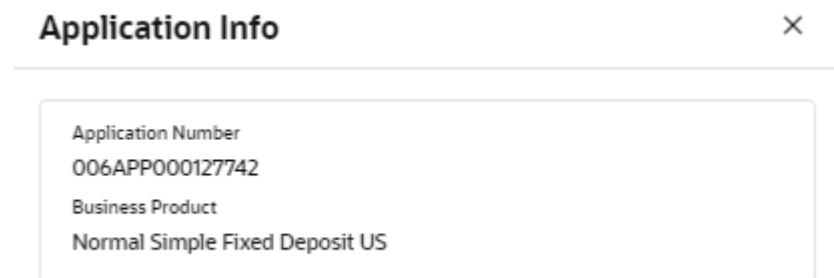 Application Info
Application Number
006APP000127742
Business Product
Normal Simple Fixed Deposit US